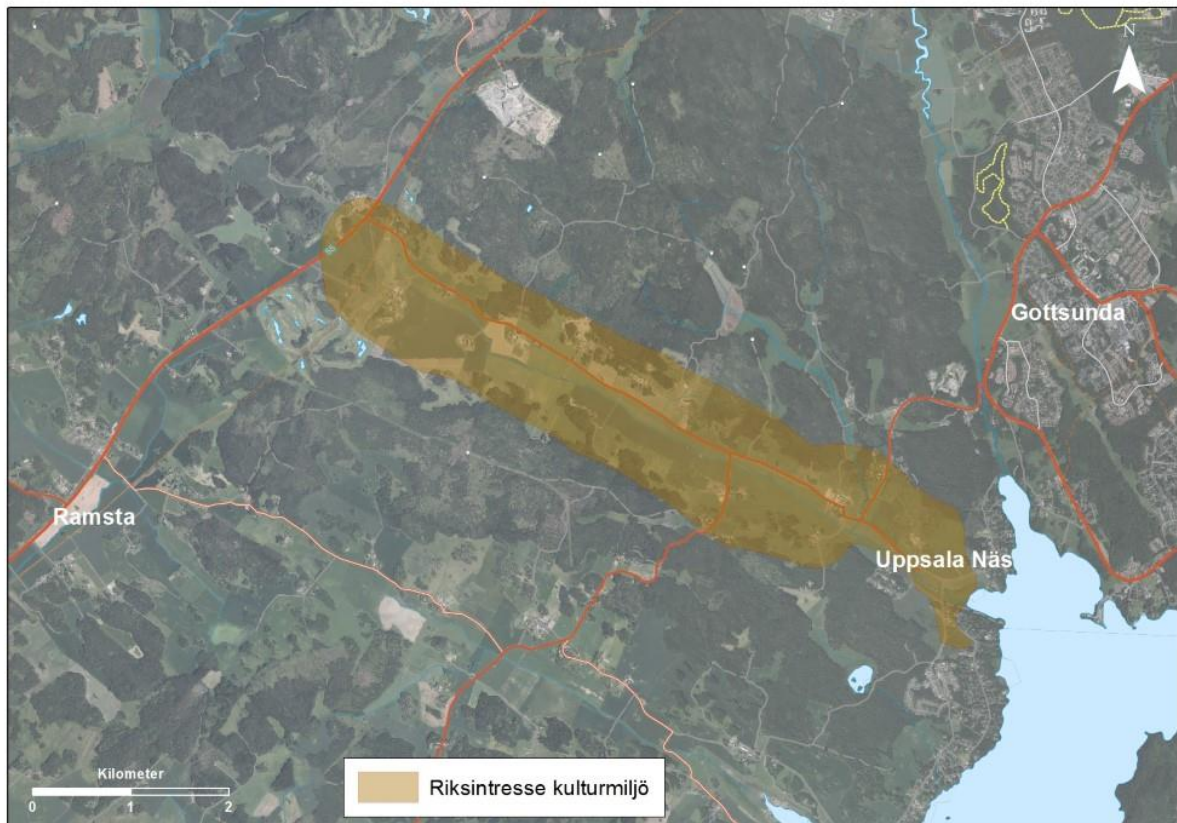 N
Gottsunda
Ramsta
Uppsala Näs
Kilometer
0 1 2
Riksintresse kulturmiljö